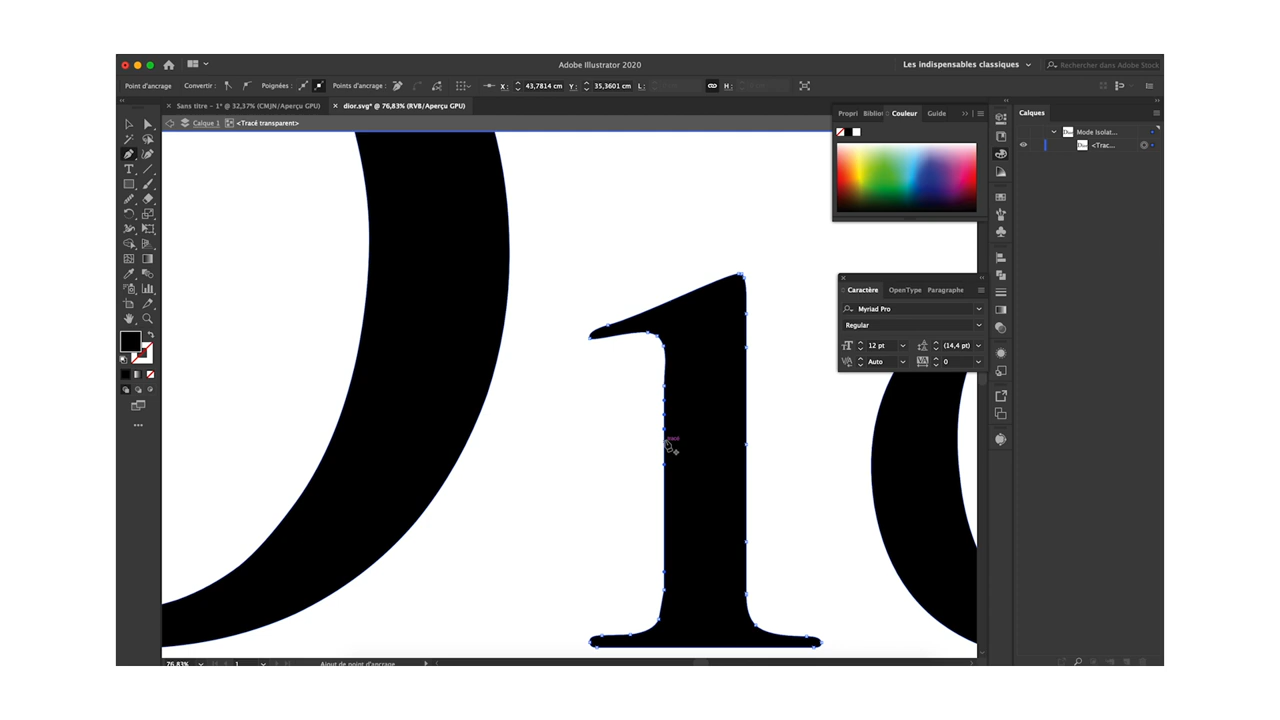 Adobe Illustrator 2020
Les indispensables classiques
Rechercher dans Adobe Stock
Point d'ancrage
Convertir :
Poignées :
Points d'ancrage :
X :
43,7814 cm
Y :
35,3601 cm
L :
H :
Sans titre – 1* @ 32,37% (CMJN/Aperçu GPU)
dior.svg* @ 76,83% (RVB/Aperçu GPU)
Calque 1
<Tracé transparent>
Propri
Biblio
Couleur
Guide
Calques
Mode Isolat...
<Trac...
Caractère
OpenType
Paragraphe
Myriad Pro
Regular
12 pt
(14,4 pt)
Auto
0
tracé
76,83%
1
Ajout de point d'ancrage